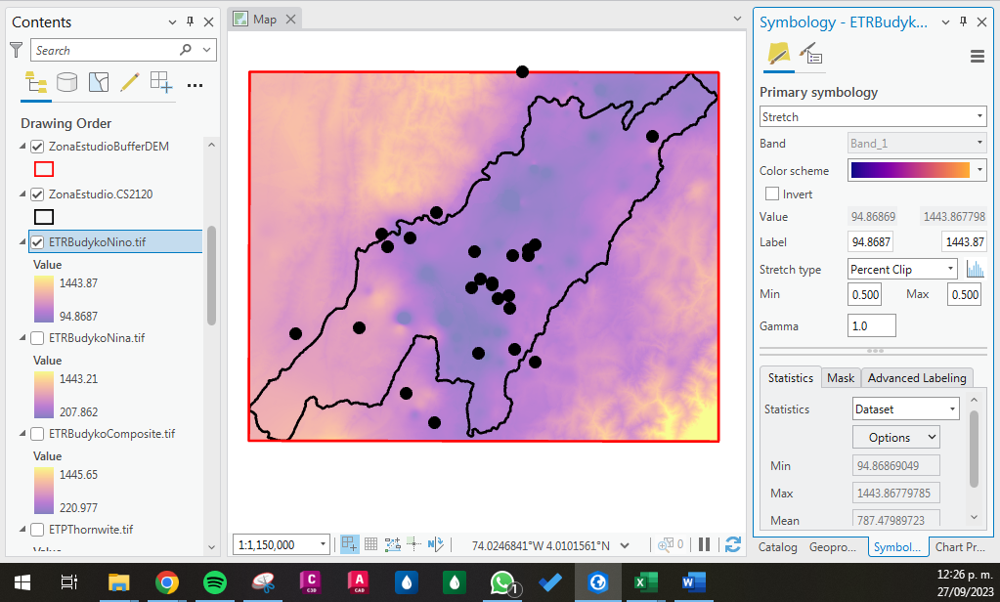 Contents
Search
Drawing Order
ZonaEstudioBufferDEM
ZonaEstudio.CS2120
ETRBudykoNino.tif
Value
1443.87
94.8687
ETRBudykoNina.tif
Value
1443.21
207.862
ETRBudykoComposite.tif
Value
1445.65
220.977
ETPThornwite.tif
Map
1:1,150,000
74.0246841°W 4.0101561°N
0
Symbology - ETRBudyk...
Primary symbology
Stretch
Band
Band_1
Color scheme
Invert
Value
94.86869
1443.867798
Label
94.8687
1443.87
Stretch type
Percent Clip
Min
0.500
Max
0.500
Gamma
1.0
Statistics
Mask
Advanced Labeling
Statistics
Dataset
Options
Min
94.86869049
Max
1443.86779785
Mean
787.47989723
Catalog
Geopro...
Symbol...
Chart Pr...
C
C3D
A
CAD
1
X
W
12:26 p. m.
27/09/2023